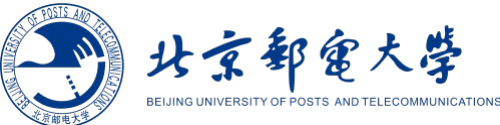 BEIJING UNIVERSITY OF POSTS AND TELECOMMUNICATIONS
北京邮电大学
北京郵電大學
BEIJING UNIVERSITY OF POSTS AND TELECOMMUNICATIONS